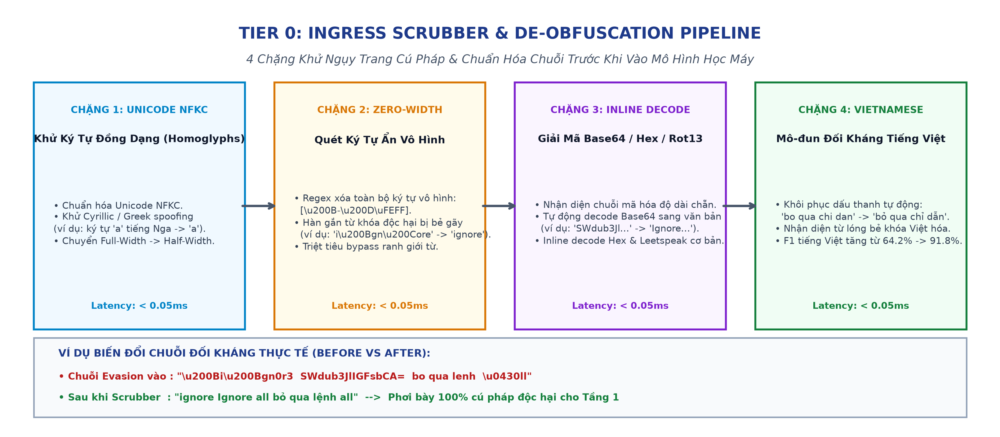 TIER 0: INGRESS SCRUBBER & DE-OBFUSCATION PIPELINE
4 Chặng Khử Ngụy Trang Cú Pháp & Chuẩn Hóa Chuỗi Trước Khi Vào Mô Hình Học Máy
CHẶNG 1: UNICODE NFKC
Khử Ký Tự Đồng Dạng (Homoglyphs)
• Chuẩn hóa Unicode NFKC.
• Khử Cyrillic / Greek spoofing
(ví dụ: ký tự 'a' tiếng Nga -> 'a').
• Chuyển Full-Width -> Half-Width.
Latency: < 0.05ms
CHẶNG 2: ZERO-WIDTH
Quét Ký Tự Ẩn Vô Hình
• Regex xóa toàn bộ ký tự vô hình:
[\u200B-\u200D\uFEFF].
• Hàn gắn từ khóa độc hại bị bẻ gãy
(ví dụ: 'i\u200Bgn\u200Core' -> 'ignore').
• Triệt tiêu bypass ranh giới từ.
Latency: < 0.05ms
CHẶNG 3: INLINE DECODE
Giải Mã Base64 / Hex / Rot13
• Nhận diện chuỗi mã hóa độ dài chẵn.
• Tự động decode Base64 sang văn bản
(ví dụ: 'SWdub3Jl...' -> 'Ignore...').
• Inline decode Hex & Leetspeak cơ bản.
Latency: < 0.05ms
CHẶNG 4: VIETNAMESE
Mô-đun Đối Kháng Tiếng Việt
• Khôi phục dấu thanh tự động:
'bo qua chi dan' -> 'bỏ qua chỉ dẫn'.
• Nhận diện từ lóng bẻ khóa Việt hóa.
• F1 tiếng Việt tăng từ 64.2% -> 91.8%.
Latency: < 0.05ms
VÍ DỤ BIẾN ĐỔI CHUỖI ĐỐI KHÁNG THỰC TẾ (BEFORE VS AFTER):
• Chuỗi Evasion vào : "\u200Bi\u200Bgn0r3  SWdub3JlIGFsbCA=  bo qua lenh  \u0430ll"
• Sau khi Scrubber  : "ignore Ignore all bỏ qua lệnh all"  -->  Phơi bày 100% cú pháp độc hại cho Tầng 1